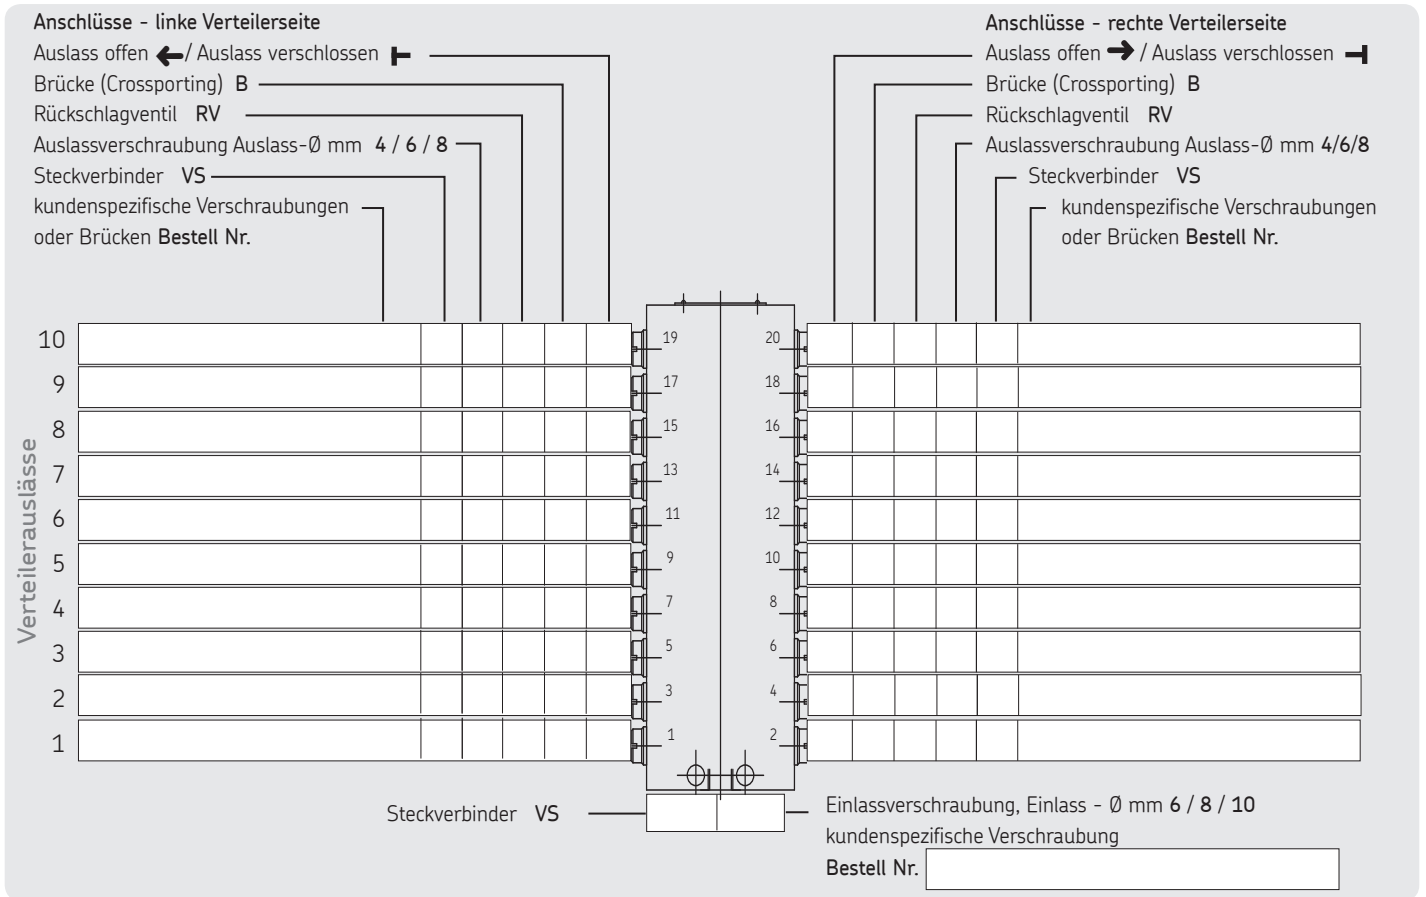 Anschlüsse - linke Verteilerseite
Auslass offen / Auslass verschlossen
Brücke (Crossporting) B
Rückschlagventil RV
Auslassverschraubung Auslass-Ø mm 4 / 6 / 8
Steckverbinder VS
kundenspezifische Verschraubungen
oder Brücken Bestell Nr.
Anschlüsse - rechte Verteilerseite
Auslass offen / Auslass verschlossen
Brücke (Crossporting) B
Rückschlagventil RV
Auslassverschraubung Auslass-Ø mm 4/6/8
Steckverbinder VS
kundenspezifische Verschraubungen
oder Brücken Bestell Nr.
Verteilerauslässe
10 19 20
9 17 18
8 15 16
7 13 14
6 11 12
5 9 10
4 7 8
3 5 6
2 3 4
1 1 2
Steckverbinder VS
Einlassverschraubung, Einlass - Ø mm 6 / 8 / 10
kundenspezifische Verschraubung
Bestell Nr.